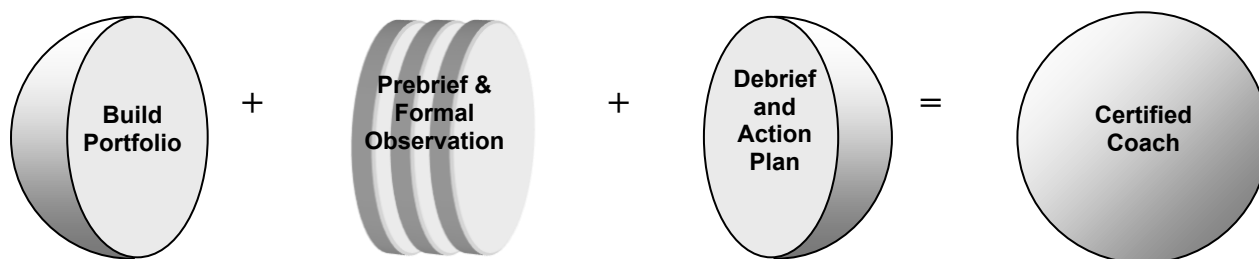 Build
Portfolio
+
Prebrief &
Formal
Observation
+
Debrief
and
Action
Plan
=
Certified
Coach